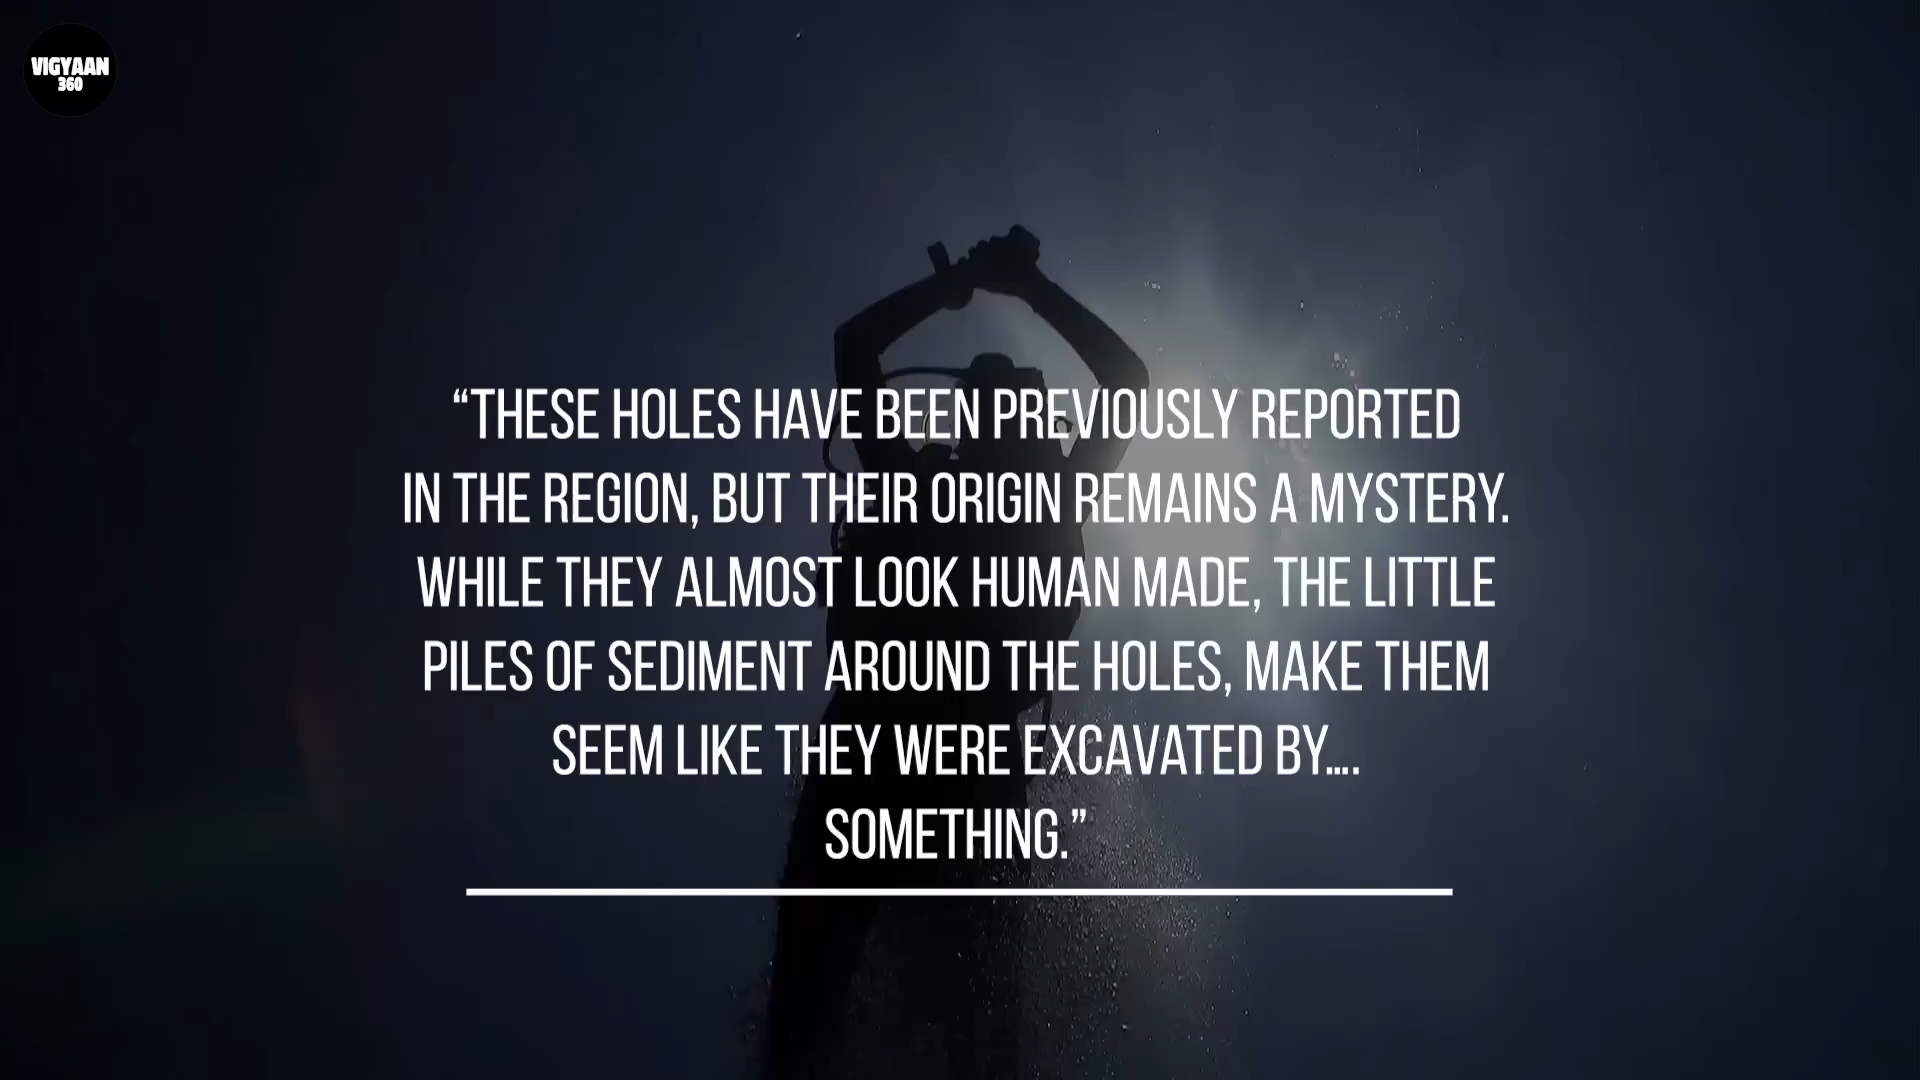 VIGYAAN
360
“THESE HOLES HAVE BEEN PREVIOUSLY REPORTED
IN THE REGION, BUT THEIR ORIGIN REMAINS A MYSTERY.
WHILE THEY ALMOST LOOK HUMAN MADE, THE LITTLE
PILES OF SEDIMENT AROUND THE HOLES, MAKE THEM
SEEM LIKE THEY WERE EXCAVATED BY....
SOMETHING.”